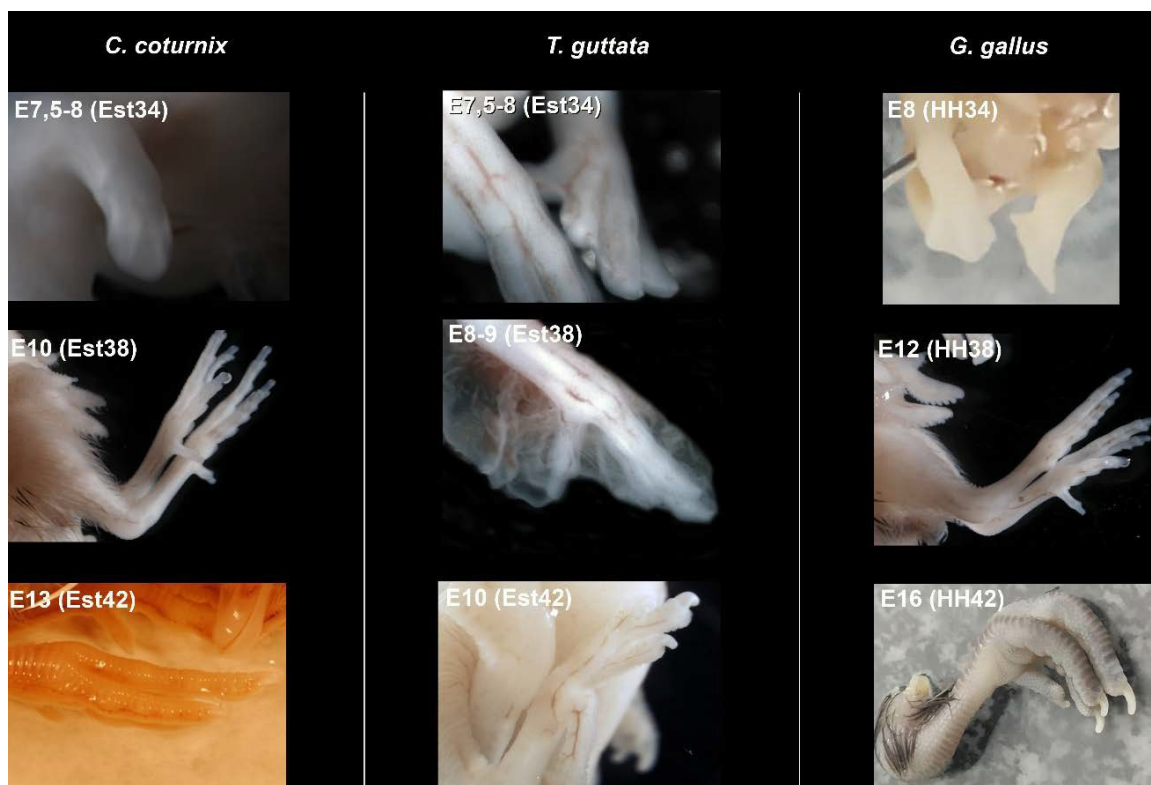 C. coturnix
T. guttata
G. gallus
E7,5-8 (Est34)
E7,5-8 (Est34)
E8 (HH34)
E10 (Est38)
E8-9 (Est38)
E12 (HH38)
E13 (Est42)
E10 (Est42)
E16 (HH42)